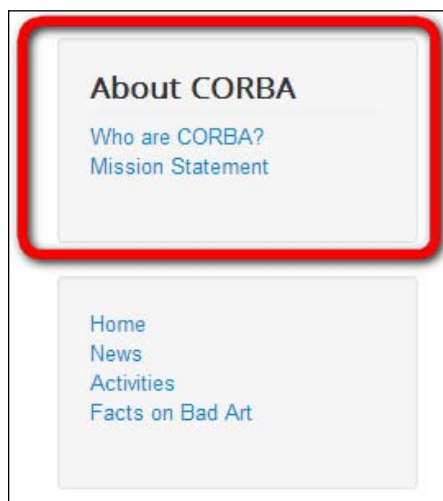 About CORBA
Who are CORBA?
Mission Statement
Home
News
Activities
Facts on Bad Art